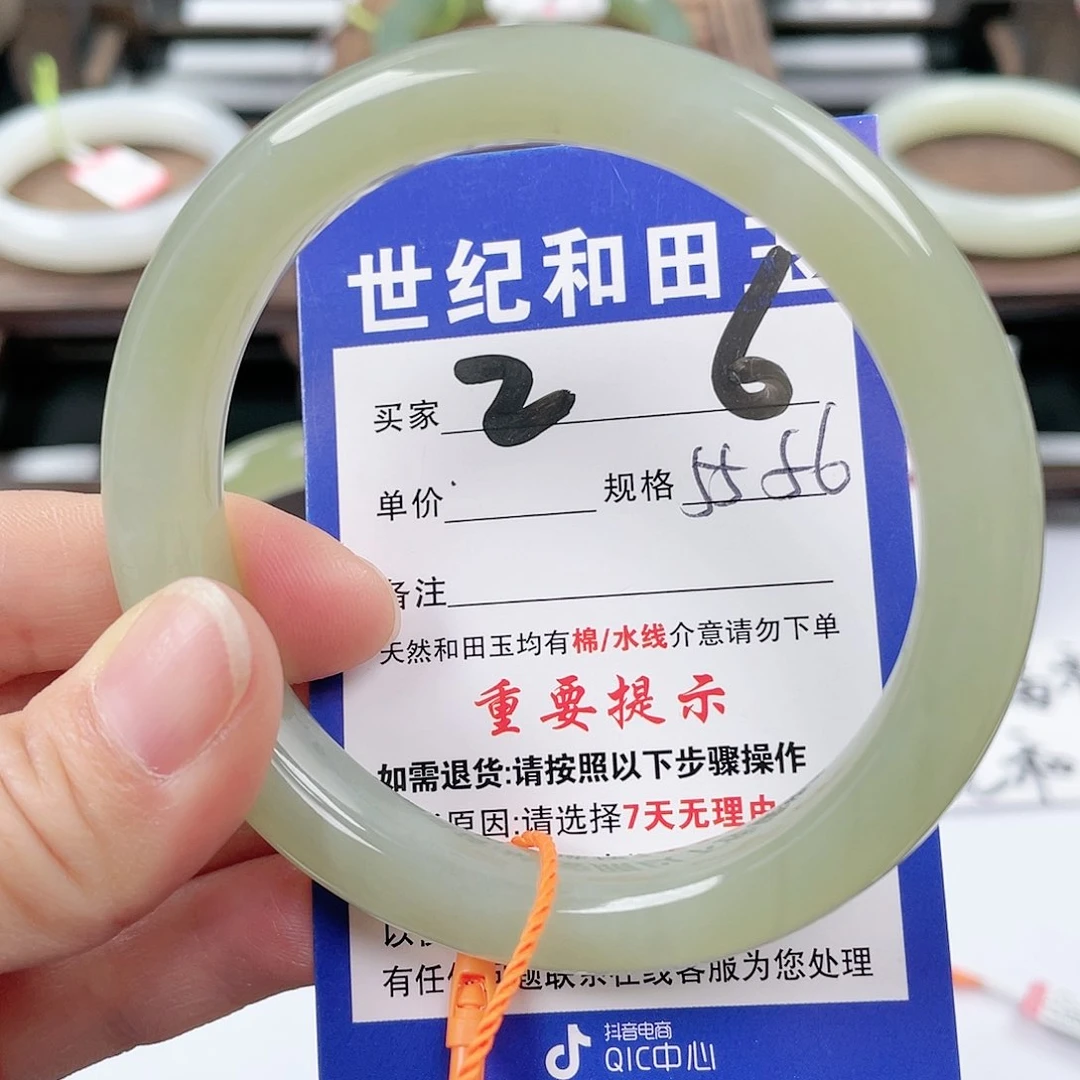 世纪和田玉
买家 2 6
单价 规格 55 56
备注
天然和田玉均有棉/水线介意请勿下单
重要提示
如需退货:请按照以下步骤操作
原因:请选择7天无理由
以
有任 题联系在线客服为您处理
抖音电商
QIC中心